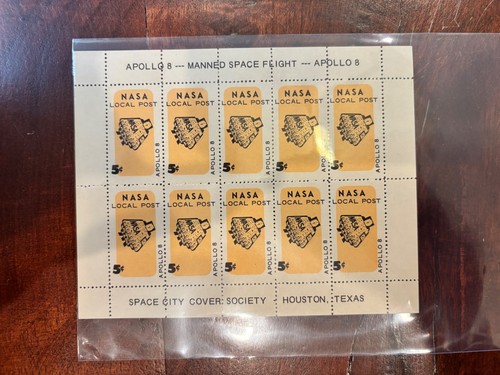 APOLLO 8 --- MANNED SPACE FLIGHT --- APOLLO 8
NASA NASA NASA NASA NASA
LOCAL POST LOCAL POST LOCAL POST LOCAL POST LOCAL POST
5¢ APOLLO 8 5¢ APOLLO 8 5¢ APOLLO 8 5¢ APOLLO 8 5¢ APOLLO 8
NASA NASA NASA NASA NASA
LOCAL POST LOCAL POST LOCAL POST LOCAL POST LOCAL POST
5¢ APOLLO 8 5¢ APOLLO 8 5¢ APOLLO 8 5¢ APOLLO 8 5¢ APOLLO 8
SPACE CITY COVER SOCIETY - HOUSTON, TEXAS